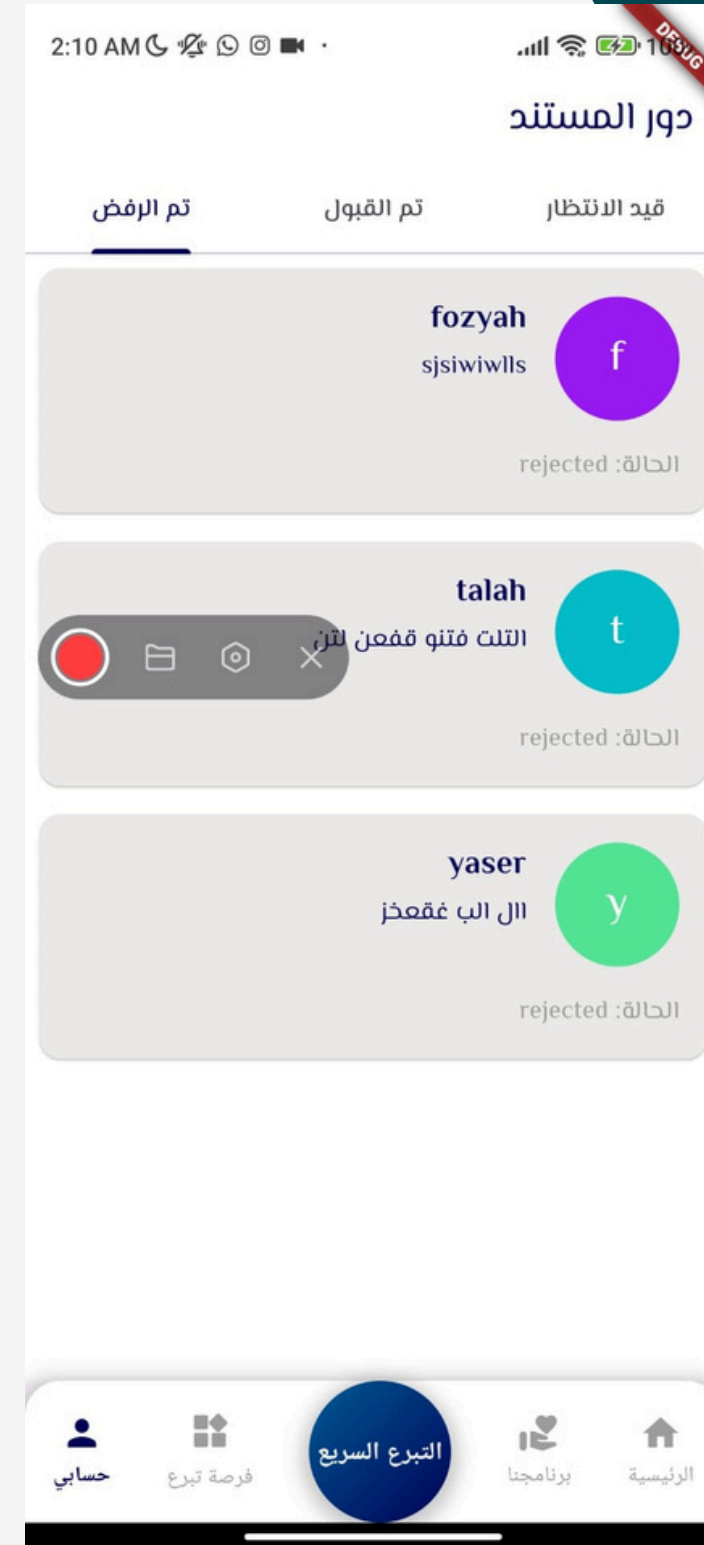 2:10 AM
DEBUG
دور المستند
قيد الانتظار
تم القبول
تم الرفض
f
fozyah
sjsiwiwlls
الحالة: rejected
t
talah
التلت فتنو قفعن لتن
الحالة: rejected
y
yaser
اال الب غقعخز
الحالة: rejected
الرئيسية
برنامجنا
التبرع السريع
فرصة تبرع
حسابي